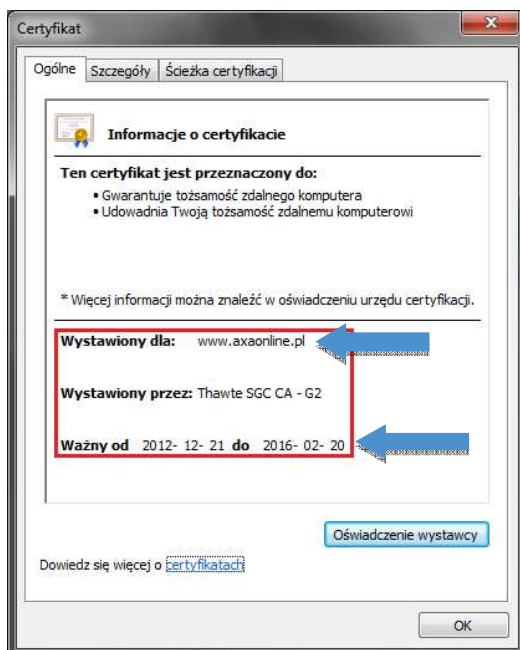 Certyfikat
Ogólne Szczegóły Ścieżka certyfikacji
Informacje o certyfikacie
Ten certyfikat jest przeznaczony do:
• Gwarantuje tożsamość zdalnego komputera
• Udowadnia Twoją tożsamość zdalnemu komputerowi
* Więcej informacji można znaleźć w oświadczeniu urzędu certyfikacji.
Wystawiony dla: www.axaonline.pl
Wystawiony przez: Thawte SGC CA - G2
Ważny od 2012- 12- 21 do 2016- 02- 20
Oświadczenie wystawcy
Dowiedz się więcej o certyfikatach
OK